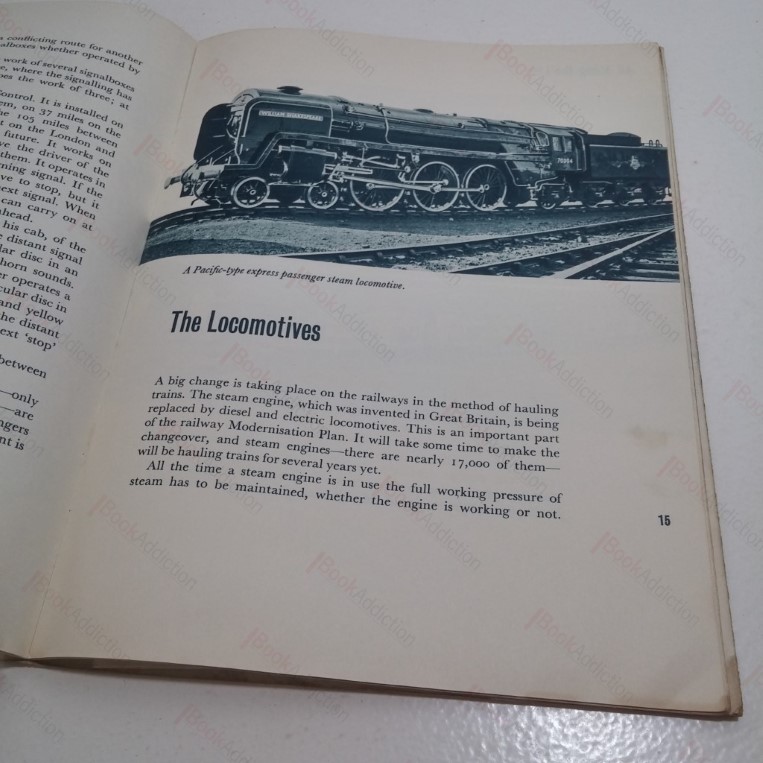 s conflicting route for another
alboxes whether operated by
work of several signalboxes
e, where the signalling has
oes the work of three; at
Control. It is installed on
em, on 37 miles on the
he 105 miles between
t on the London and
future. It works on
ve the driver of the
them. It operates in
ning signal. If the
ve to stop, but it
next signal. When
can carry on at
ahead.
his cab, of the
e distant signal
lar disc in an
horn sounds.
er operates a
cular disc in
and yellow
the distant
ext ‘stop’
between
—only
—are
ngers
nt is
WILLIAM SHAKESPEARE
70004
A Pacific-type express passenger steam locomotive.
The Locomotives
A big change is taking place on the railways in the method of hauling
trains. The steam engine, which was invented in Great Britain, is being
replaced by diesel and electric locomotives. This is an important part
of the railway Modernisation Plan. It will take some time to make the
changeover, and steam engines—there are nearly 17,000 of them—
will be hauling trains for several years yet.
All the time a steam engine is in use the full working pressure of
steam has to be maintained, whether the engine is working or not.
15
BookAddiction